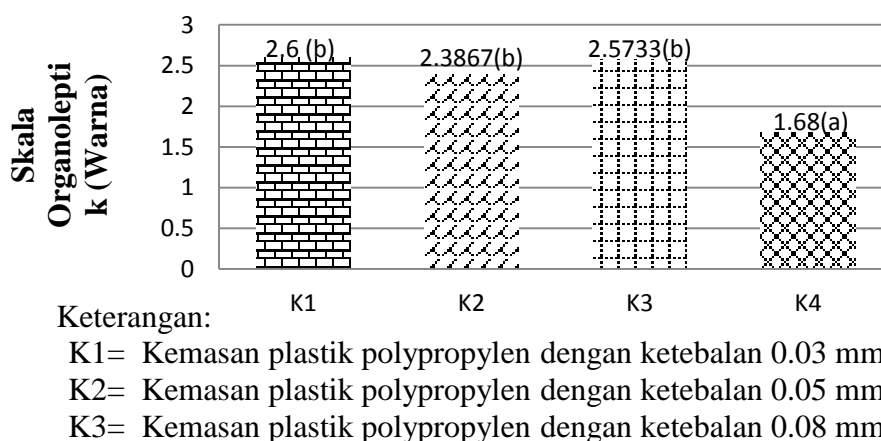 Skala
Organolepti
k (Warna)
3
2.5
2
1.5
1
0.5
0
2.6 (b)
2.3867(b)
2.5733(b)
1.68(a)
K1 K2 K3 K4
Keterangan:
K1= Kemasan plastik polypropylen dengan ketebalan 0.03 mm
K2= Kemasan plastik polypropylen dengan ketebalan 0.05 mm
K3= Kemasan plastik polypropylen dengan ketebalan 0.08 mm